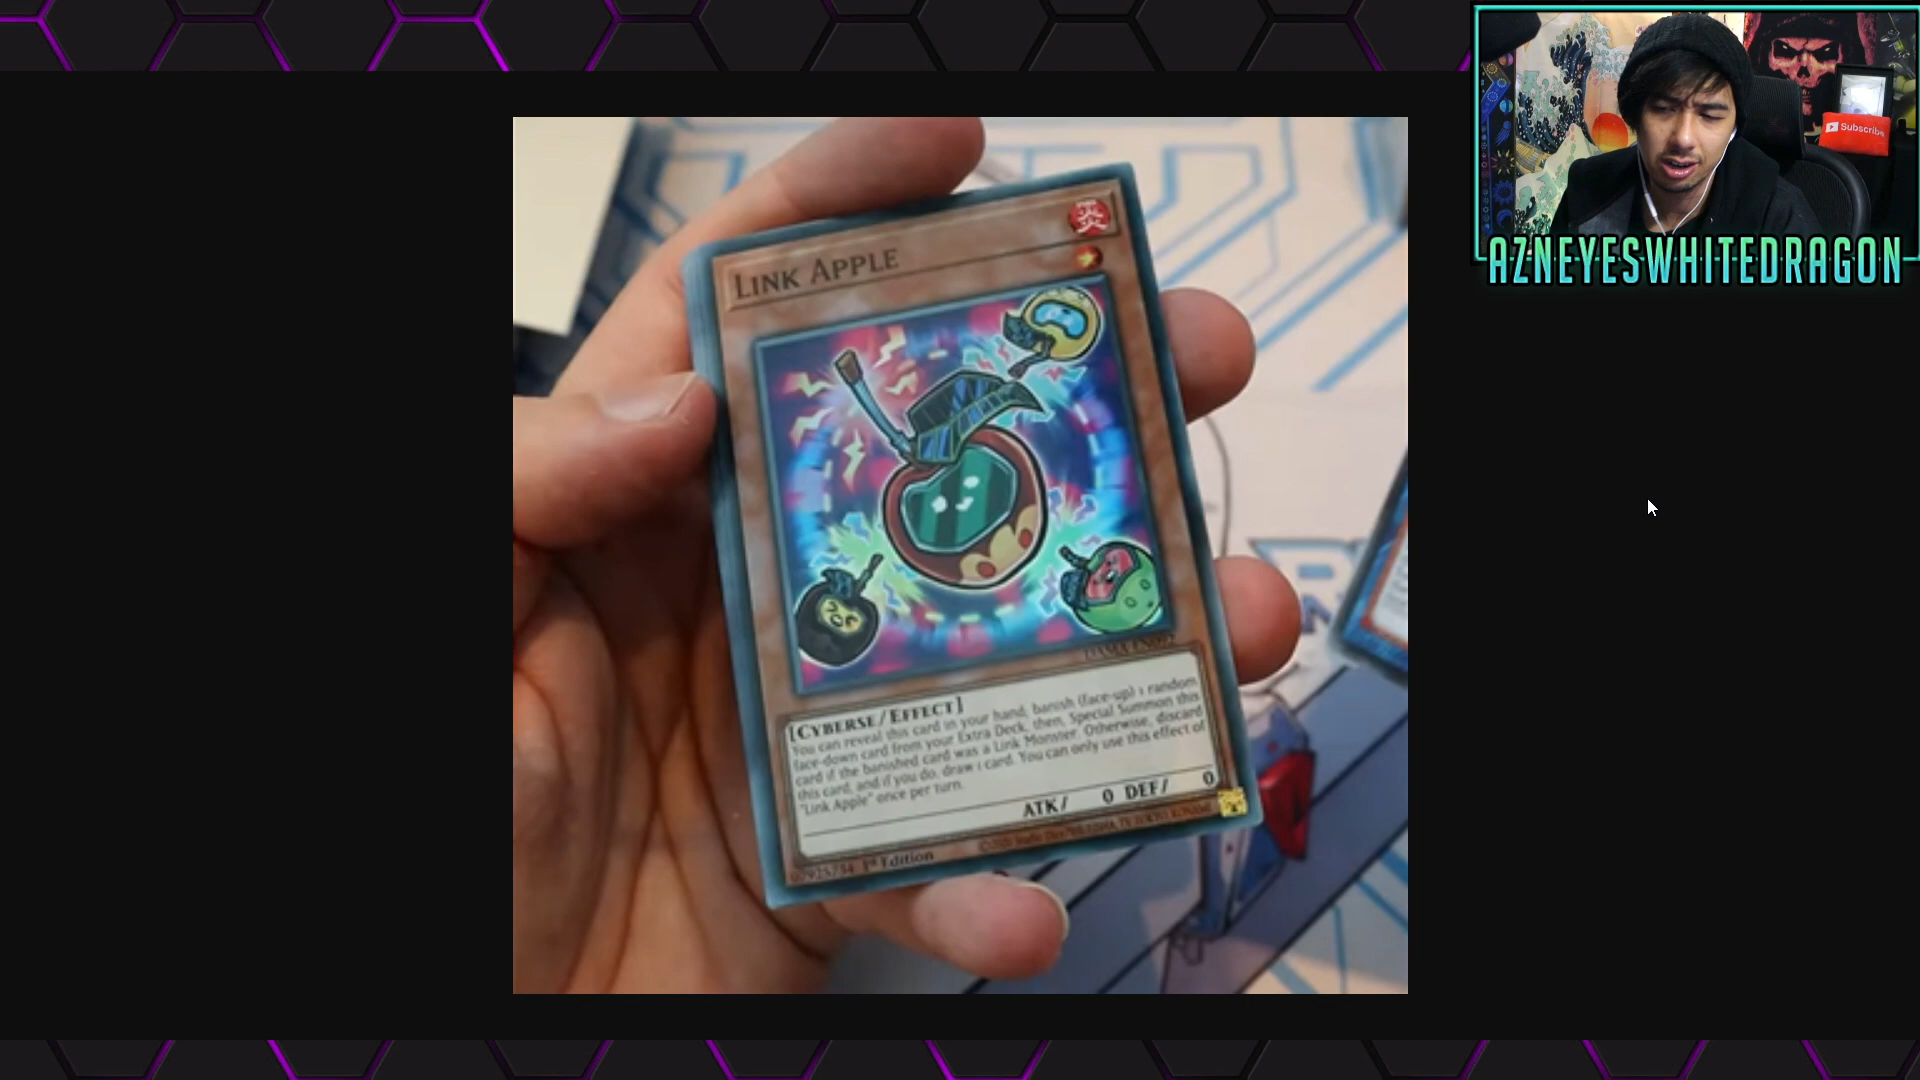 Subscribe
AZNEYESWHITEDRAGON
LINK APPLE
炎
[CYBERSE/EFFECT]
You can reveal this card in your hand; banish (face-up) 1 random
face-down card from your Extra Deck, then, Special Summon this
card if the banished card was a Link Monster. Otherwise, discard
this card, and if you do, draw 1 card. You can only use this effect of
"Link Apple" once per turn.
ATK/ 0 DEF/ 0
1st Edition